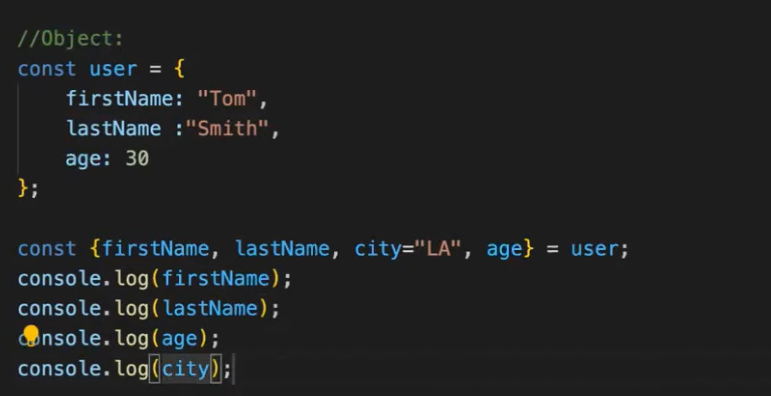 //Object:
const user = {
    firstName: "Tom",
    lastName :"Smith",
    age: 30
};
const {firstName, lastName, city="LA", age} = user;
console.log(firstName);
console.log(lastName);
console.log(age);
console.log(city);